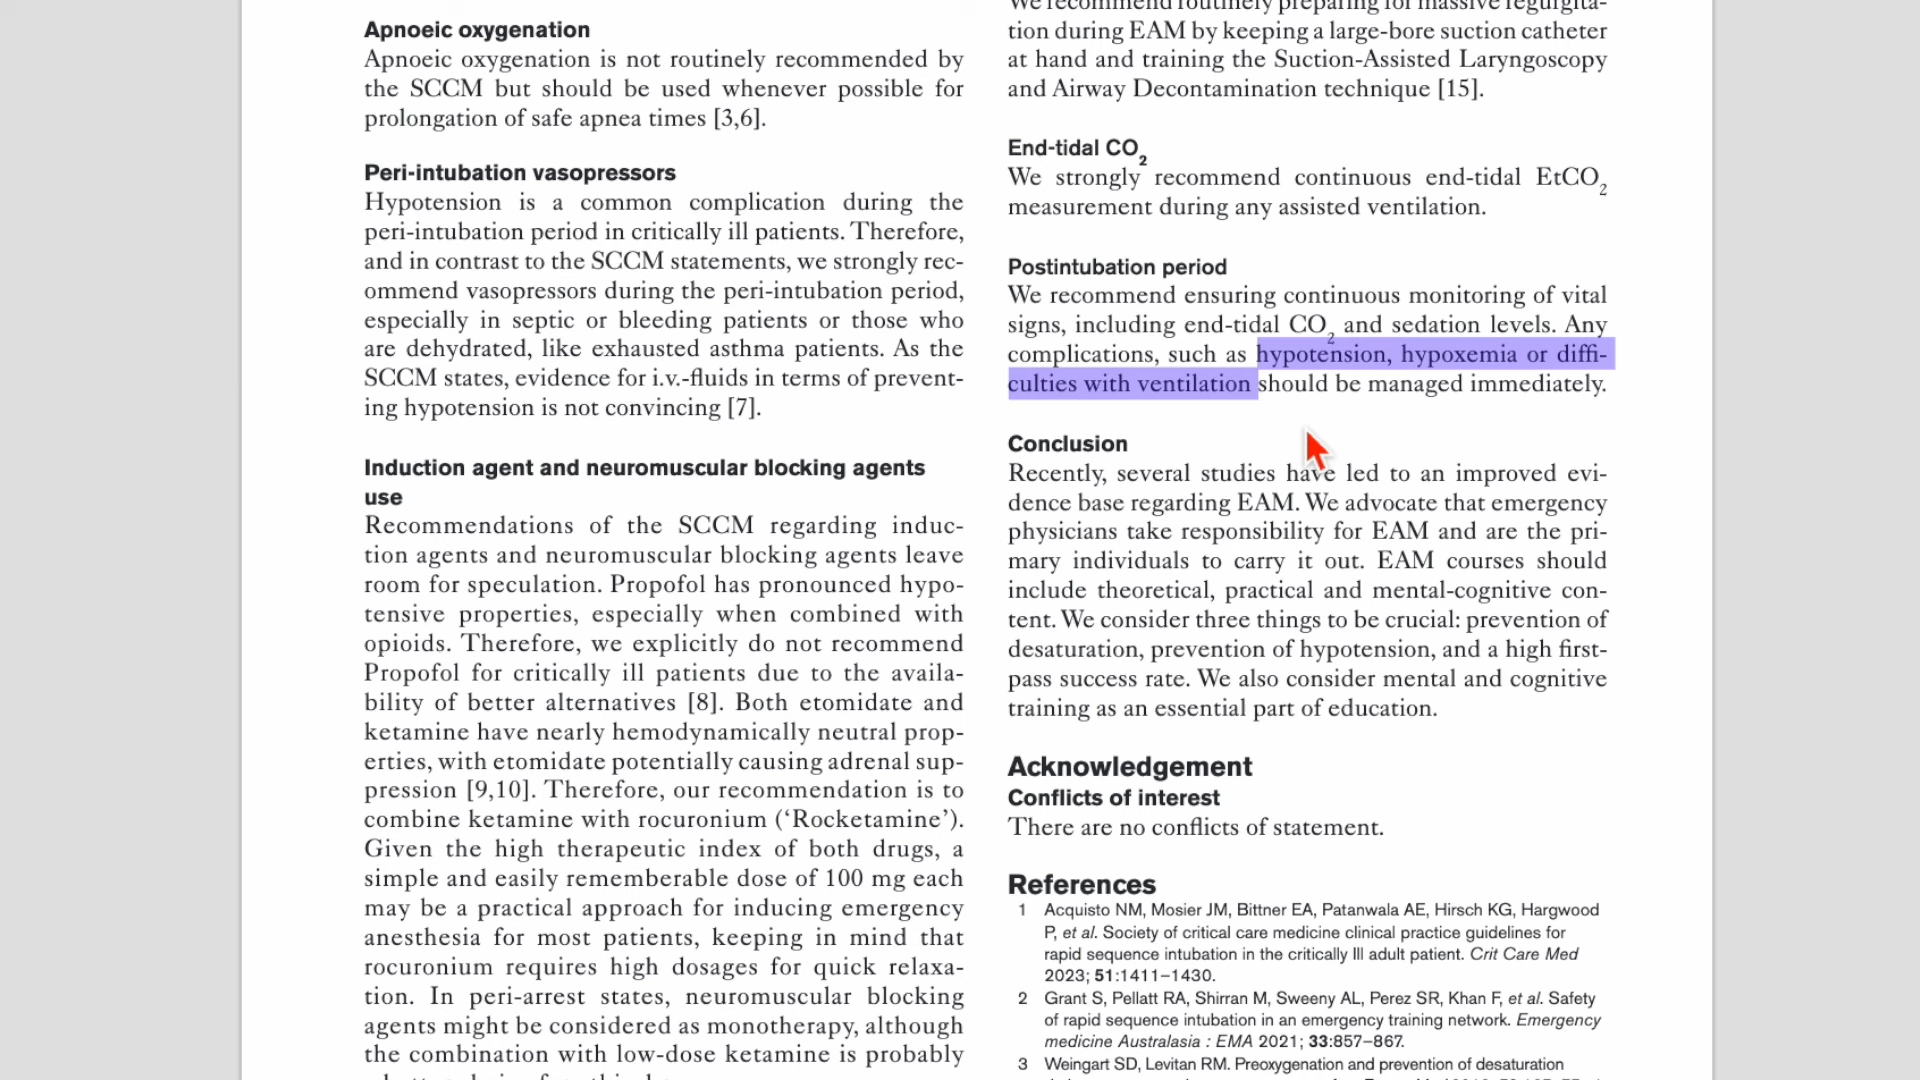 Apnoeic oxygenation
Apnoeic oxygenation is not routinely recommended by
the SCCM but should be used whenever possible for
prolongation of safe apnea times [3,6].
Peri-intubation vasopressors
Hypotension is a common complication during the
peri-intubation period in critically ill patients. Therefore,
and in contrast to the SCCM statements, we strongly rec-
ommend vasopressors during the peri-intubation period,
especially in septic or bleeding patients or those who
are dehydrated, like exhausted asthma patients. As the
SCCM states, evidence for i.v.-fluids in terms of prevent-
ing hypotension is not convincing [7].
Induction agent and neuromuscular blocking agents
use
Recommendations of the SCCM regarding induc-
tion agents and neuromuscular blocking agents leave
room for speculation. Propofol has pronounced hypo-
tensive properties, especially when combined with
opioids. Therefore, we explicitly do not recommend
Propofol for critically ill patients due to the availa-
bility of better alternatives [8]. Both etomidate and
ketamine have nearly hemodynamically neutral prop-
erties, with etomidate potentially causing adrenal sup-
pression [9,10]. Therefore, our recommendation is to
combine ketamine with rocuronium (‘Rocketamine’).
Given the high therapeutic index of both drugs, a
simple and easily rememberable dose of 100 mg each
may be a practical approach for inducing emergency
anesthesia for most patients, keeping in mind that
rocuronium requires high dosages for quick relaxa-
tion. In peri-arrest states, neuromuscular blocking
agents might be considered as monotherapy, although
the combination with low-dose ketamine is probably
We recommend routinely preparing for massive regurgita-
tion during EAM by keeping a large-bore suction catheter
at hand and training the Suction-Assisted Laryngoscopy
and Airway Decontamination technique [15].
End-tidal CO2
We strongly recommend continuous end-tidal EtCO2
measurement during any assisted ventilation.
Postintubation period
We recommend ensuring continuous monitoring of vital
signs, including end-tidal CO2 and sedation levels. Any
complications, such as hypotension, hypoxemia or diffi-
culties with ventilation should be managed immediately.
Conclusion
Recently, several studies have led to an improved evi-
dence base regarding EAM. We advocate that emergency
physicians take responsibility for EAM and are the pri-
mary individuals to carry it out. EAM courses should
include theoretical, practical and mental-cognitive con-
tent. We consider three things to be crucial: prevention of
desaturation, prevention of hypotension, and a high first-
pass success rate. We also consider mental and cognitive
training as an essential part of education.
Acknowledgement
Conflicts of interest
There are no conflicts of statement.
References
1 Acquisto NM, Mosier JM, Bittner EA, Patanwala AE, Hirsch KG, Hargwood
P, et al. Society of critical care medicine clinical practice guidelines for
rapid sequence intubation in the critically Ill adult patient. Crit Care Med
2023; 51:1411–1430.
2 Grant S, Pellatt RA, Shirran M, Sweeny AL, Perez SR, Khan F, et al. Safety
of rapid sequence intubation in an emergency training network. Emergency
medicine Australasia : EMA 2021; 33:857–867.
3 Weingart SD, Levitan RM. Preoxygenation and prevention of desaturation